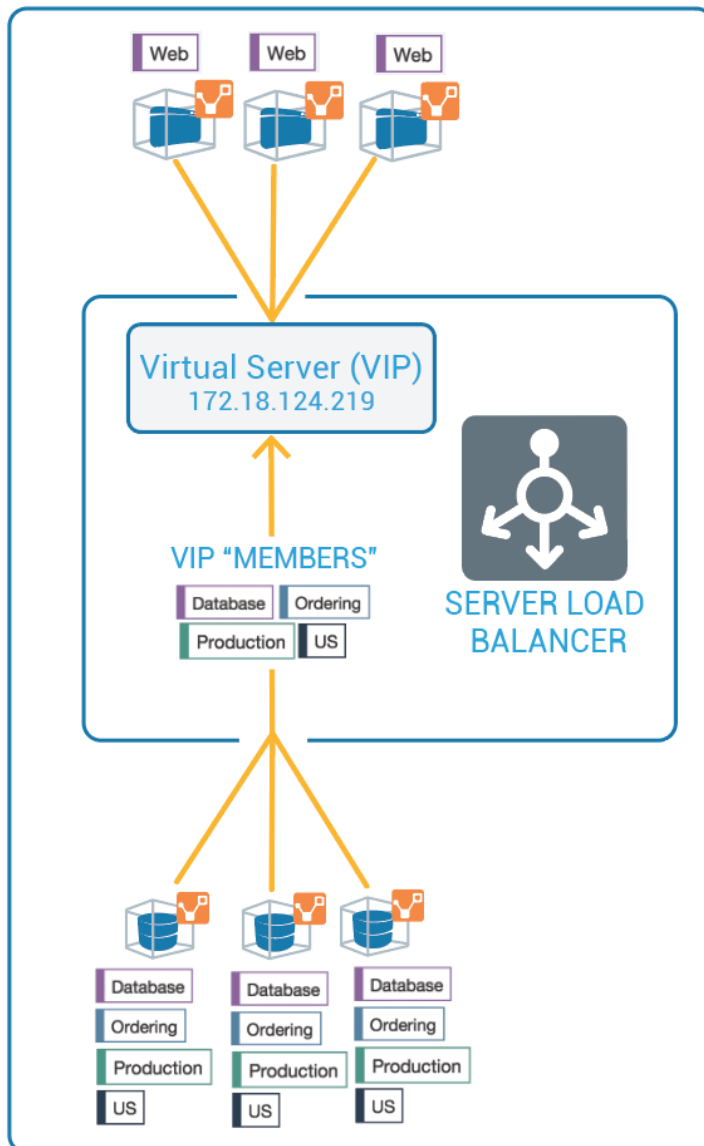 Web
Web
Web
Virtual Server (VIP)
172.18.124.219
VIP “MEMBERS”
Database
Ordering
Production
US
SERVER LOAD
BALANCER
Database
Ordering
Production
US
Database
Ordering
Production
US
Database
Ordering
Production
US